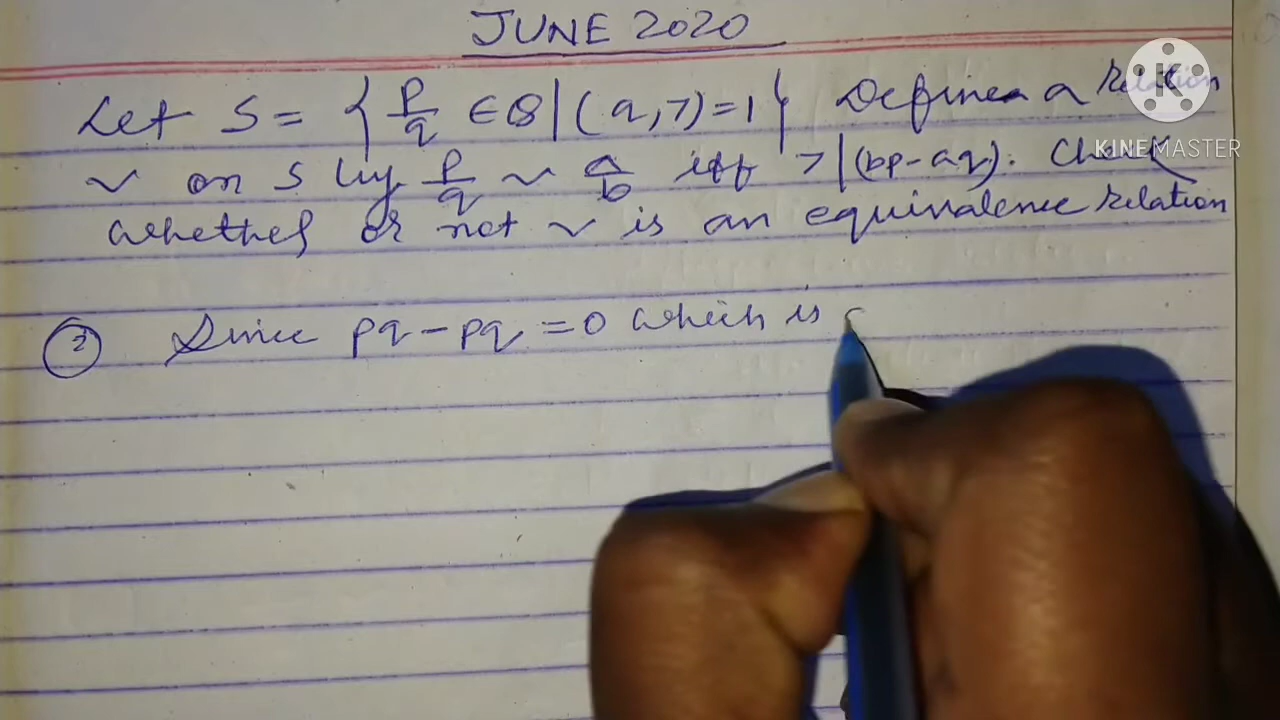 JUNE 2020
Let S = { p/q ∈ Q | (q,7)=1 } Define a relation
~ on S by p/q ~ a/b iff 7|(bp-aq). Check
whether or not ~ is an equivalence relation
② Since pq - pq = 0 which is
K
KINEMASTER